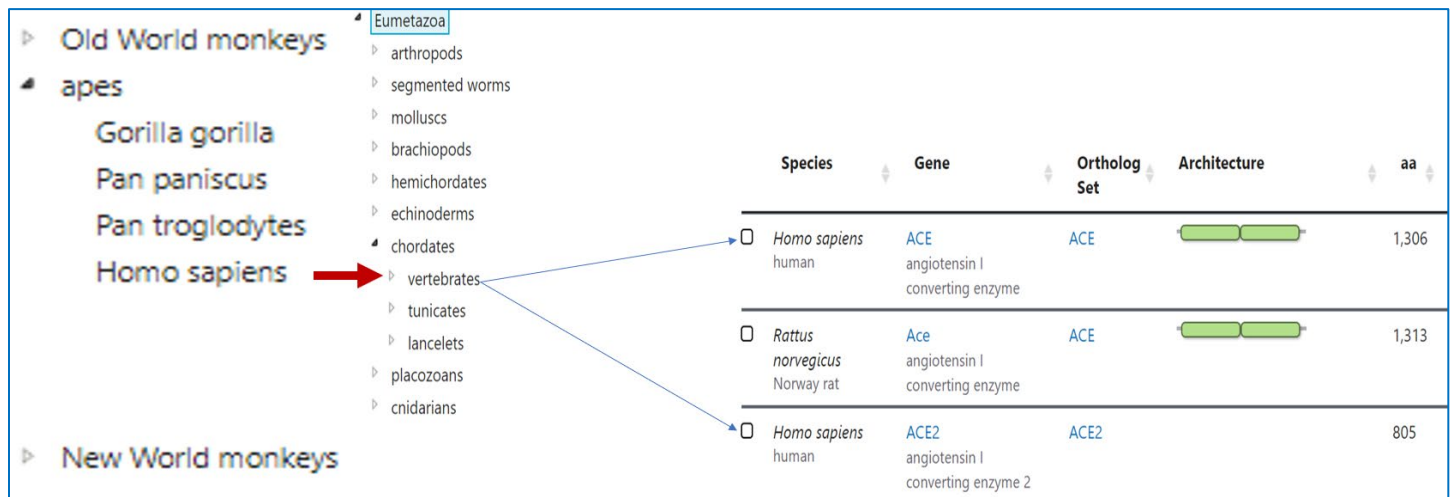 Old World monkeys
apes
Gorilla gorilla
Pan paniscus
Pan troglodytes
Homo sapiens
New World monkeys
Eumetazoa
arthropods
segmented worms
molluscs
brachiopods
hemichordates
echinoderms
chordates
vertebrates
tunicates
lancelets
placozoans
cnidarians
Species Gene Ortholog Set Architecture aa
Homo sapiens ACE ACE 1,306
human angiotensin I
converting enzyme
Rattus Ace ACE 1,313
norvegicus angiotensin I
Norway rat converting enzyme
Homo sapiens ACE2 ACE2 805
human angiotensin I
converting enzyme 2